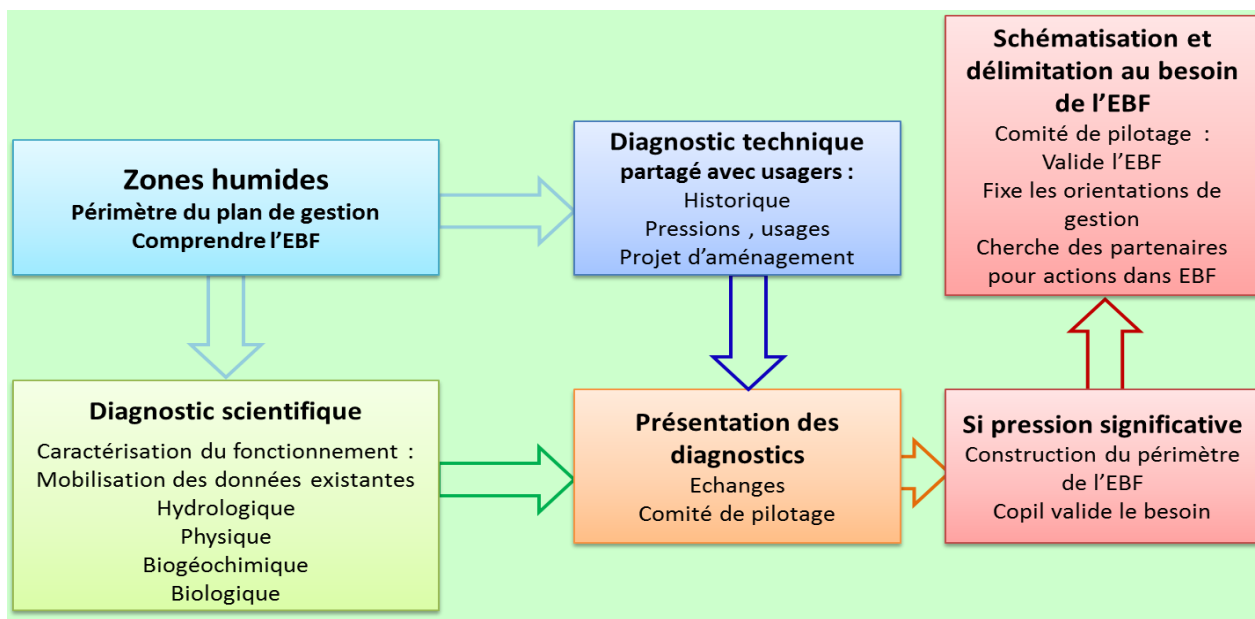 Zones humides
Périmètre du plan de gestion
Comprendre l'EBF
Diagnostic technique
partagé avec usagers :
Historique
Pressions , usages
Projet d'aménagement
Schématisation et
délimitation au besoin
de l'EBF
Comité de pilotage :
Valide l'EBF
Fixe les orientations de
gestion
Cherche des partenaires
pour actions dans EBF
Diagnostic scientifique
Caractérisation du fonctionnement :
Mobilisation des données existantes
Hydrologique
Physique
Biogéochimique
Biologique
Présentation des
diagnostics
Echanges
Comité de pilotage
Si pression significative
Construction du périmètre
de l'EBF
Copil valide le besoin